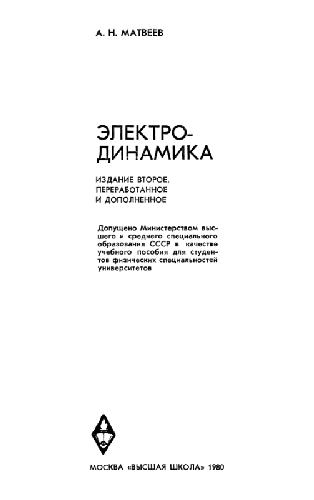 А. Н. МАТВЕЕВ
ЭЛЕКТРО-
ДИНАМИКА
ИЗДАНИЕ ВТОРОЕ,
ПЕРЕРАБОТАННОЕ
И ДОПОЛНЕННОЕ
Допущено Министерством выс-
шего и среднего специального
образования СССР в качестве
учебного пособия для студен-
тов физических специальностей
университетов
МОСКВА «ВЫСШАЯ ШКОЛА» 1980